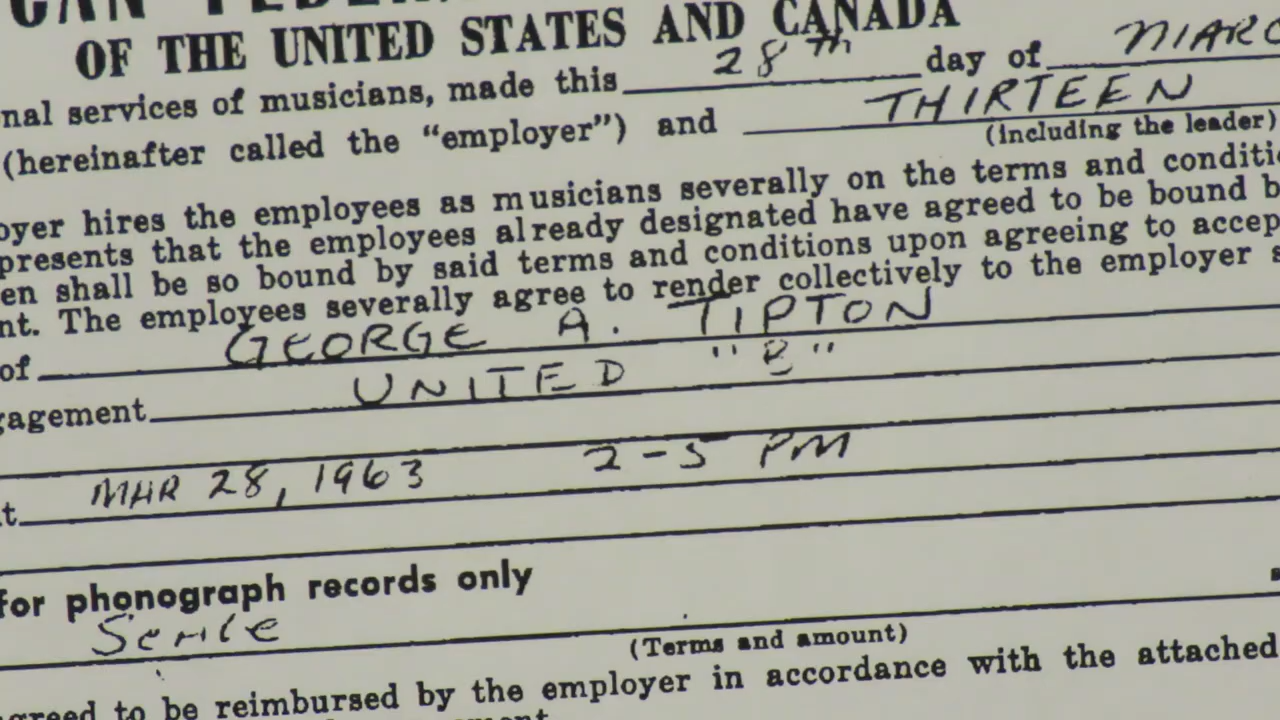 CAN FEDERA
OF THE UNITED STATES AND CANADA
nal services of musicians, made this 28th day of MARC
(hereinafter called the “employer”) and THIRTEEN
(including the leader)
oyer hires the employees as musicians severally on the terms and conditi
presents that the employees already designated have agreed to be bound b
en shall be so bound by said terms and conditions upon agreeing to accep
nt. The employees severally agree to render collectively to the employer s
of GEORGE A. TIPTON
gagement UNITED "B"
t MAR 28, 1963 2-5 PM
for phonograph records only
Scale
(Terms and amount)
greed to be reimbursed by the employer in accordance with the attached